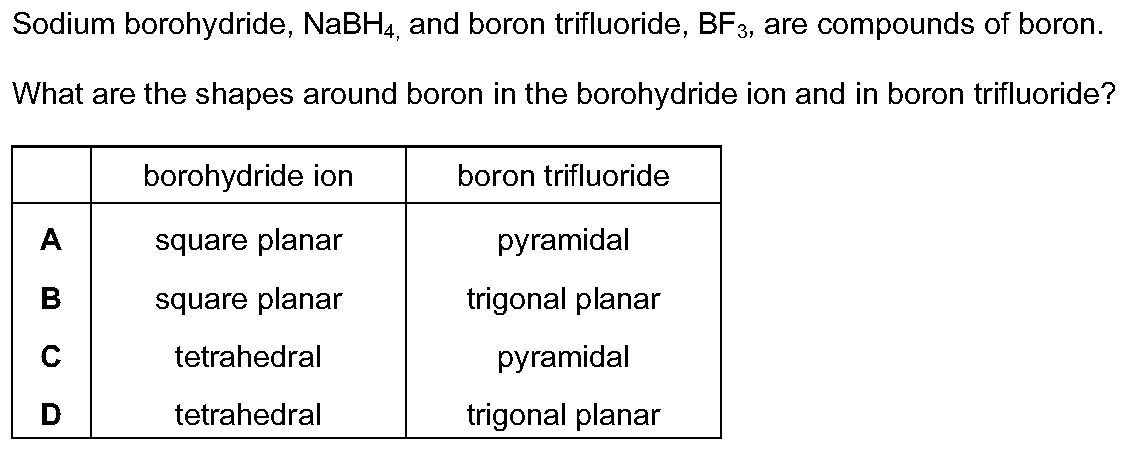 Sodium borohydride, NaBH₄, and boron trifluoride, BF₃, are compounds of boron.
What are the shapes around boron in the borohydride ion and in boron trifluoride?
borohydride ion boron trifluoride
A square planar pyramidal
B square planar trigonal planar
C tetrahedral pyramidal
D tetrahedral trigonal planar